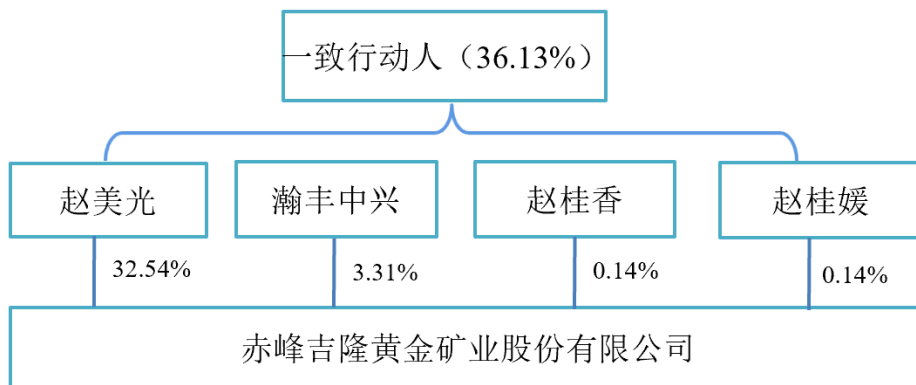 一致行动人（36.13%）
赵美光
瀚丰中兴
赵桂香
赵桂媛
32.54%
3.31%
0.14%
0.14%
赤峰吉隆黄金矿业股份有限公司